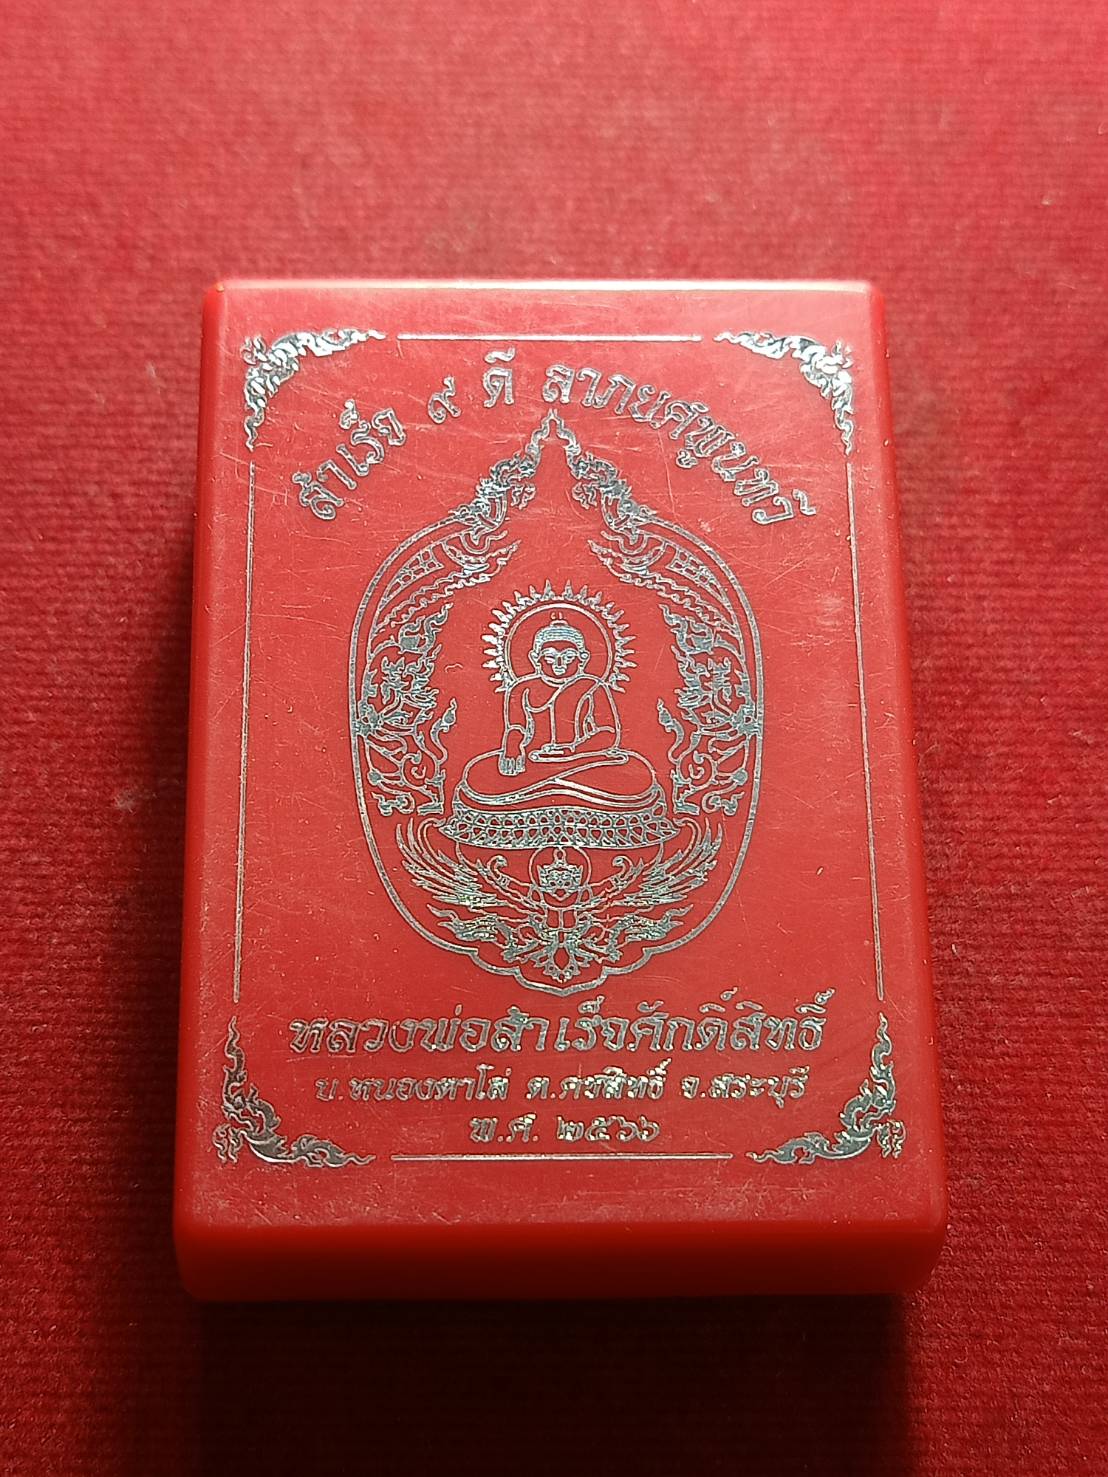 สำเร็จ ๙ ดี ลาภยศพูนทวี
หลวงพ่อสำเร็จศักดิ์สิทธิ์
บ.หนองตาโล่ ต.คชสิทธิ์ จ.สระบุรี
พ.ศ. ๒๕๖๖